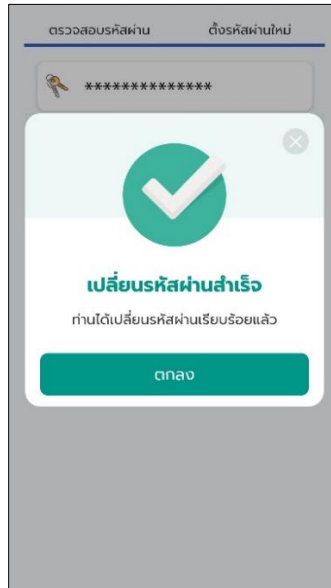 ตรวจสอบรหัสผ่าน ตั้งรหัสผ่านใหม่
**************
เปลี่ยนรหัสผ่านสำเร็จ
ท่านได้เปลี่ยนรหัสผ่านเรียบร้อยแล้ว
ตกลง